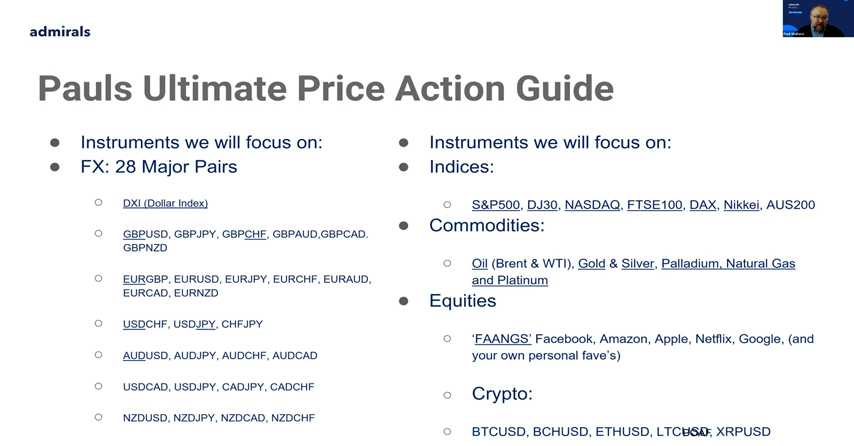 admirals
Pauls Ultimate Price Action Guide
Instruments we will focus on:
FX: 28 Major Pairs
DXI (Dollar Index)
GBPUSD, GBPJPY, GBPCHF, GBPAUD,GBPCAD.
GBPNZD
EURGBP, EURUSD, EURJPY, EURCHF, EURAUD,
EURCAD, EURNZD
USDCHF, USDJPY, CHFJPY
AUDUSD, AUDJPY, AUDCHF, AUDCAD
USDCAD, USDJPY, CADJPY, CADCHF
NZDUSD, NZDJPY, NZDCAD, NZDCHF
Instruments we will focus on:
Indices:
S&P500, DJ30, NASDAQ, FTSE100, DAX, Nikkei, AUS200
Commodities:
Oil (Brent & WTI), Gold & Silver, Palladium, Natural Gas
and Platinum
Equities
‘FAANGS’ Facebook, Amazon, Apple, Netflix, Google, (and
your own personal fave’s)
Crypto:
BTCUSD, BCHUSD, ETHUSD, LTCUSD, XRPUSD
admirals
Paul Wallace